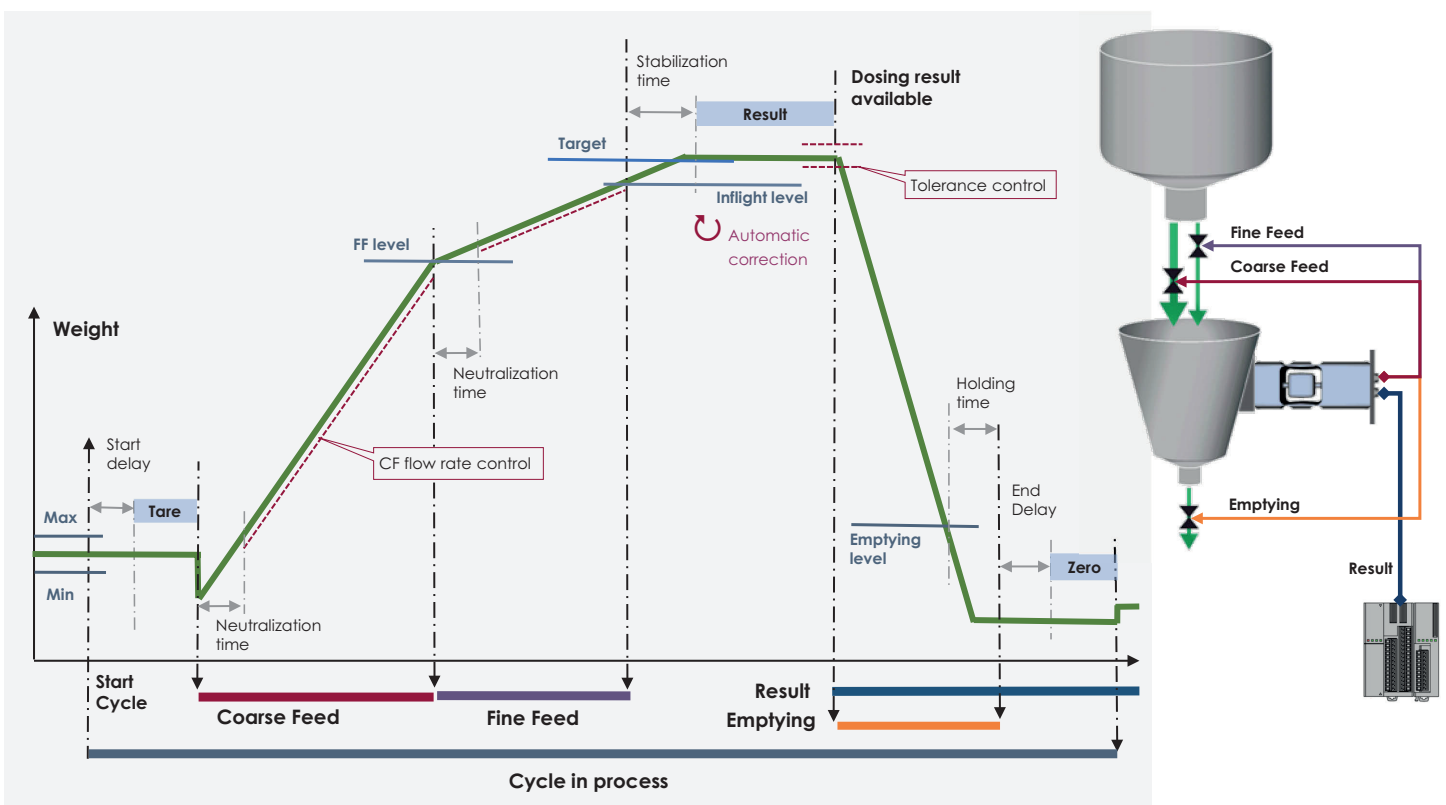 Stabilization
time
Dosing result
available
Result
Target
Tolerance control
Inflight level
FF level
Automatic
correction
Weight
Neutralization
time
Holding
time
Start
delay
CF flow rate control
Tare
Max
End
Delay
Emptying
level
Zero
Min
Neutralization
time
Start
Cycle
Coarse Feed
Fine Feed
Result
Emptying
Cycle in process
Fine Feed
Coarse Feed
Emptying
Result